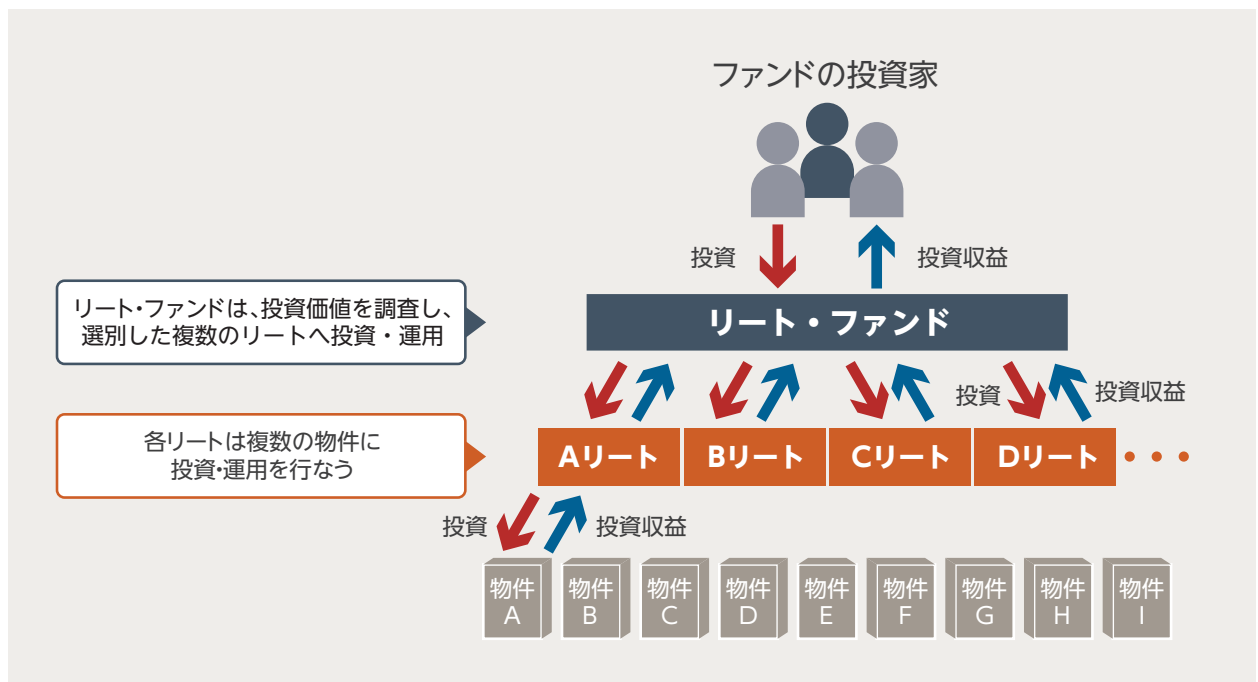 ファンドの投資家
投資
投資収益
リート・ファンドは、投資価値を調査し、
選別した複数のリートへ投資・運用
リート・ファンド
投資
投資収益
各リートは複数の物件に
投資・運用を行なう
Aリート
Bリート
Cリート
Dリート
・・・
投資
投資収益
物件
A
物件
B
物件
C
物件
D
物件
E
物件
F
物件
G
物件
H
物件
I